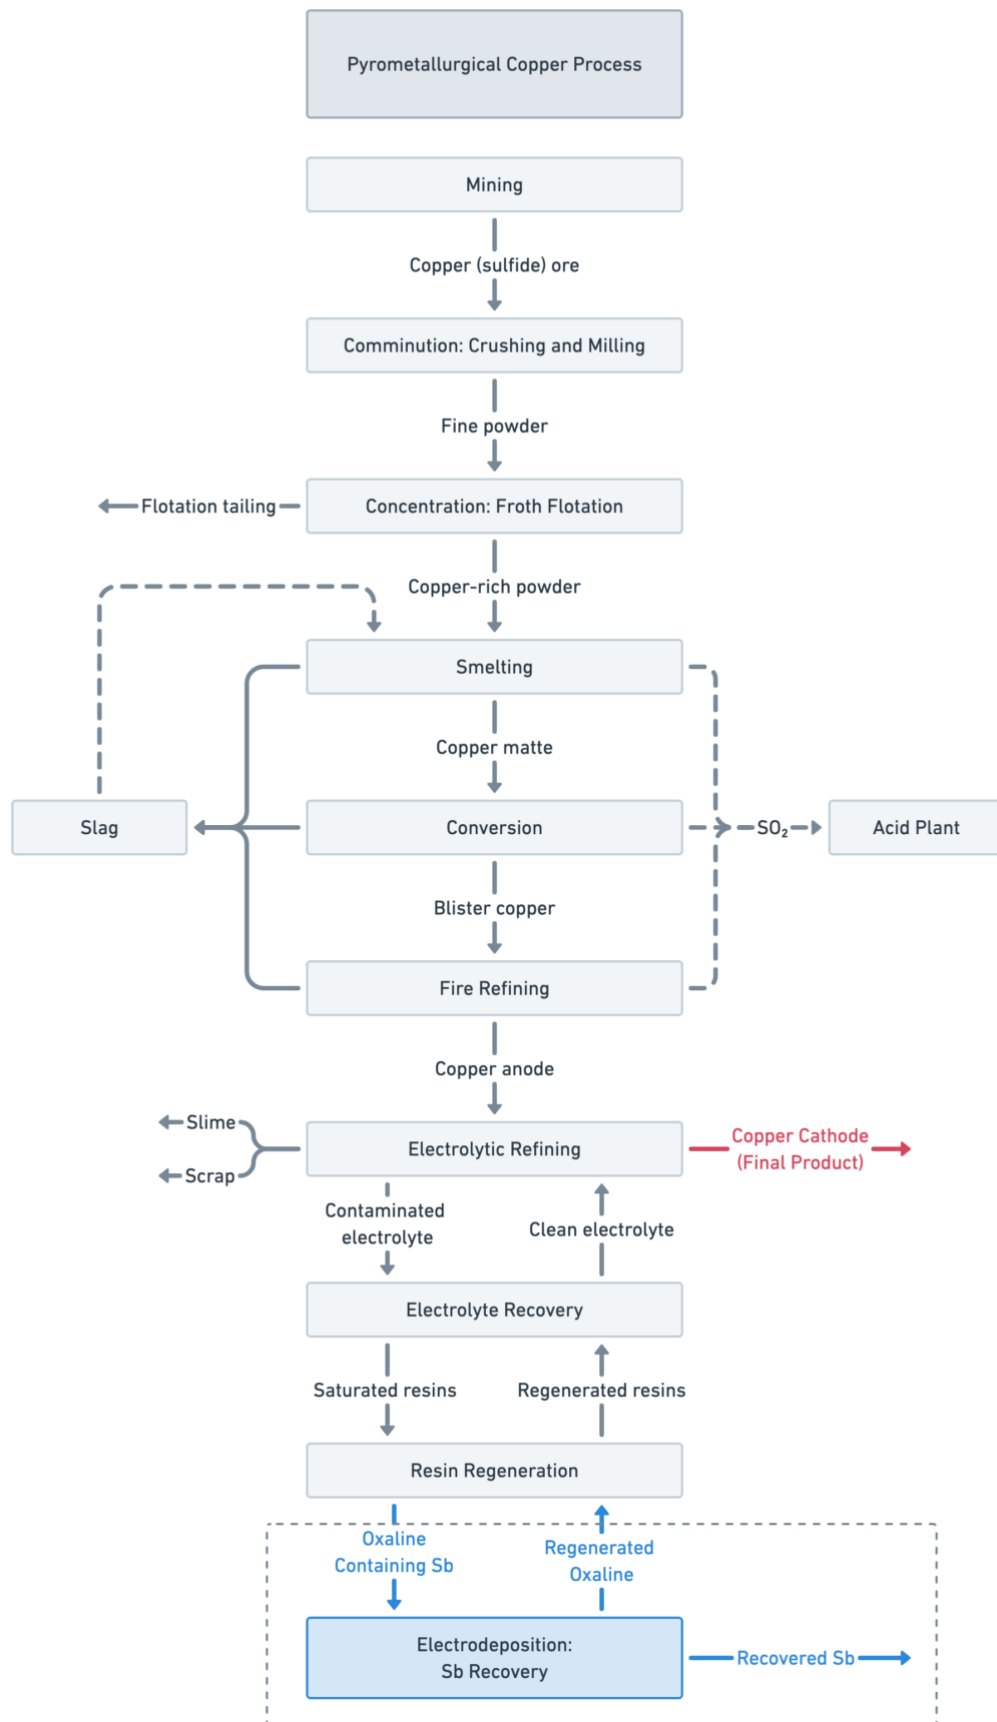 Pyrometallurgical Copper Process
Mining
Copper (sulfide) ore
Comminution: Crushing and Milling
Fine powder
Flotation tailing
Concentration: Froth Flotation
Copper-rich powder
Smelting
Copper matte
Slag
Conversion
SO₂
Acid Plant
Blister copper
Fire Refining
Copper anode
Slime
Scrap
Electrolytic Refining
Copper Cathode
(Final Product)
Contaminated
electrolyte
Clean electrolyte
Electrolyte Recovery
Saturated resins
Regenerated resins
Resin Regeneration
Oxaline
Containing Sb
Regenerated
Oxaline
Electrodeposition:
Sb Recovery
Recovered Sb